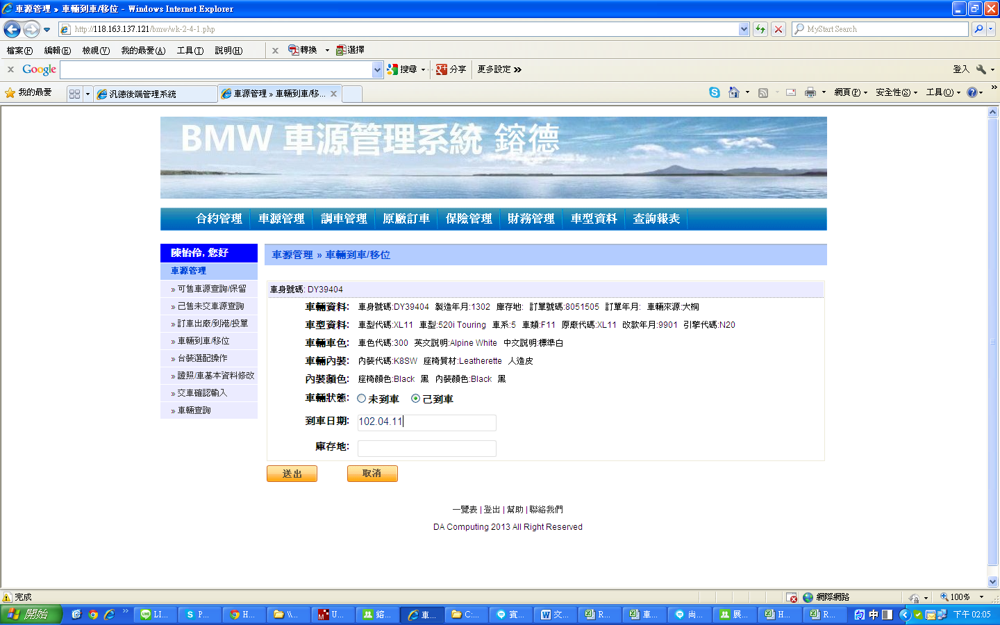 車源管理 » 車輛到車/移位 - Windows Internet Explorer
http://118.163.137.121/bmw/wk-2-4-1.php
MyStart Search
檔案(F) 編輯(E) 檢視(V) 我的最愛(A) 工具(T) 說明(H)
轉換 選擇
Google 搜尋 分享 更多設定 » 登入
我的最愛 汎德後端管理系統 車源管理 » 車輛到車/移... 網頁(P) 安全性(S) 工具(O)
BMW 車源管理系統 鎔德
合約管理 車源管理 調車管理 原廠訂車 保險管理 財務管理 車型資料 查詢報表
陳怡伶, 您好
車源管理
» 可售車源查詢/保留
» 己售未交車源查詢
» 訂車出廠/到港/投單
» 車輛到車/移位
» 台裝選配操作
» 證照/車基本資料修改
» 交車確認輸入
» 車輛查詢
車源管理 » 車輛到車/移位
車身號碼: DY39404
車輛資料: 車身號碼:DY39404 製造年月:1302 庫存地: 訂單號碼:8051505 訂單年月: 車輛來源:大桐
車型資料: 車型代碼:XL11 車型:520i Touring 車系:5 車類:F11 原廠代碼:XL11 改款年月:9901 引擎代碼:N20
車輛車色: 車色代碼:300 英文說明:Alpine White 中文說明:標準白
車輛內裝: 內裝代碼:K8SW 座椅質材:Leatherette 人造皮
內裝顏色: 座椅顏色:Black 黑 內裝顏色:Black 黑
車輛狀態: 未到車 己到車
到車日期: 102.04.11
庫存地:
送出 取消
一覽表 | 登出 | 幫助 | 聯絡我們
DA Computing 2013 All Right Reserved
完成 網際網路 100%
開始 LI... P... H... \\... U... 鎔... 車... C:... 賓... 文... R... 車... 尚... 展... H... R... 中 下午 02:05